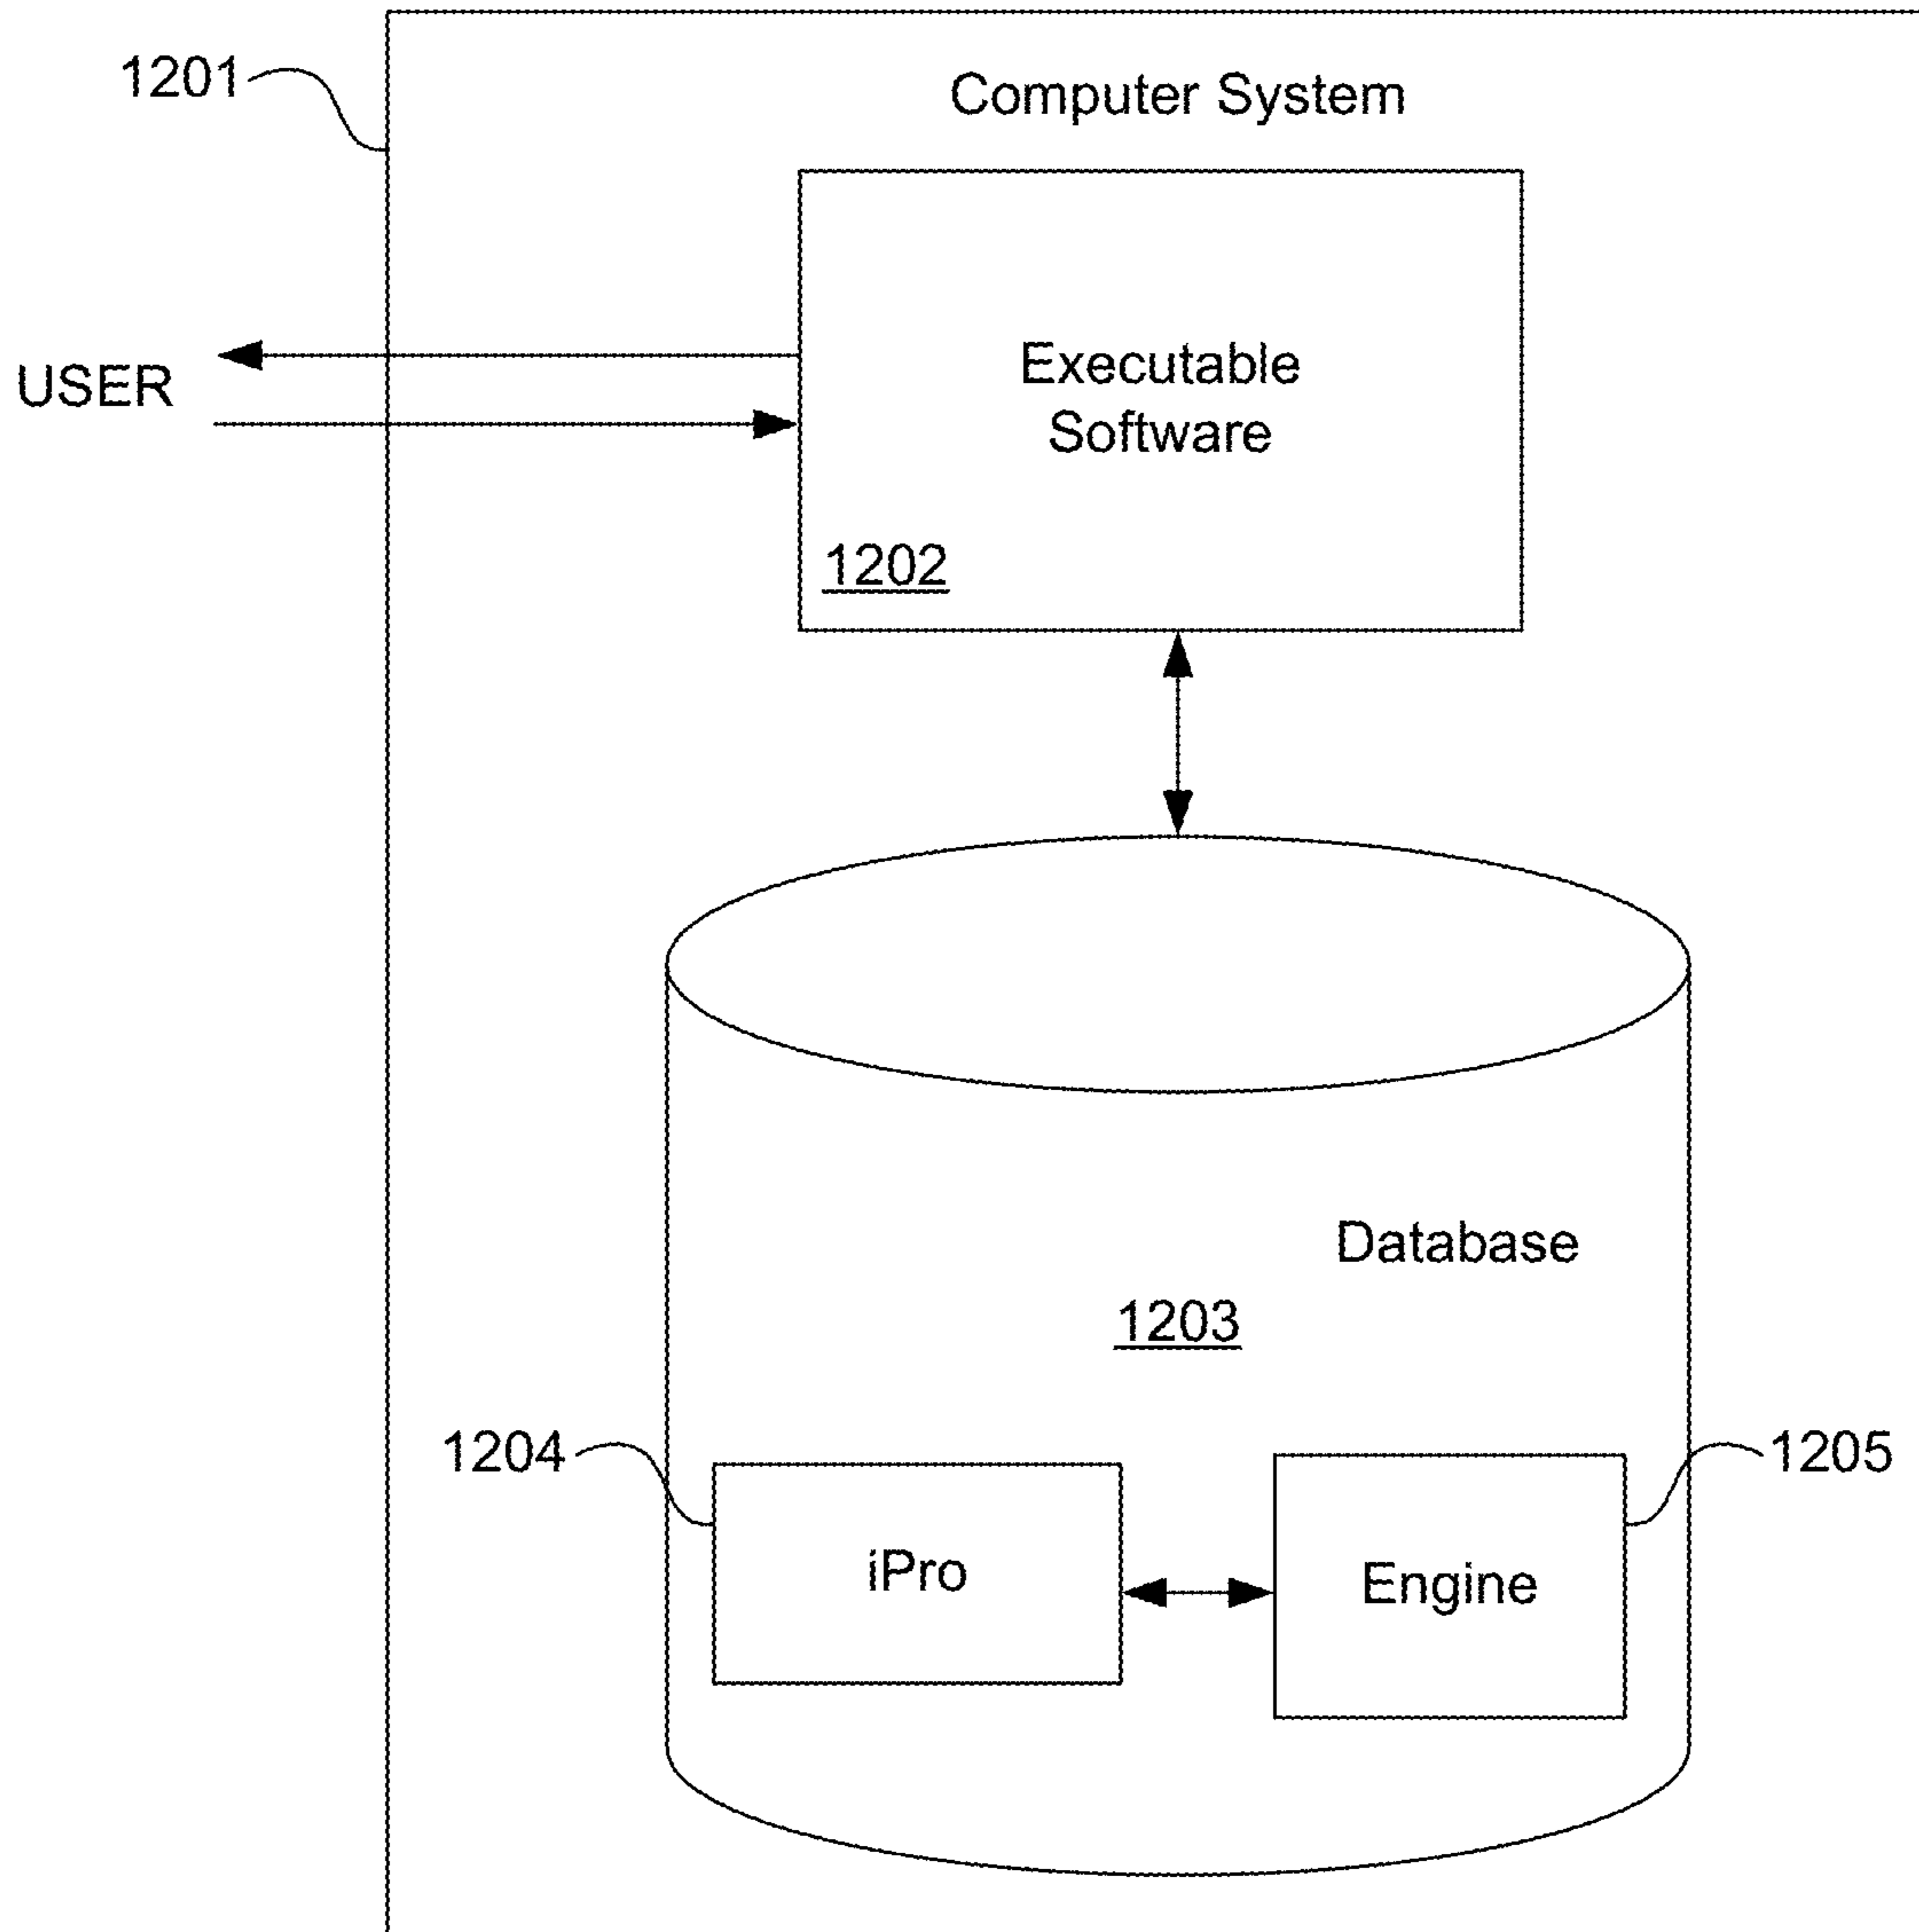 1201
Computer System
USER
Executable
Software
1202
Database
1203
1204
1205
iPro
Engine